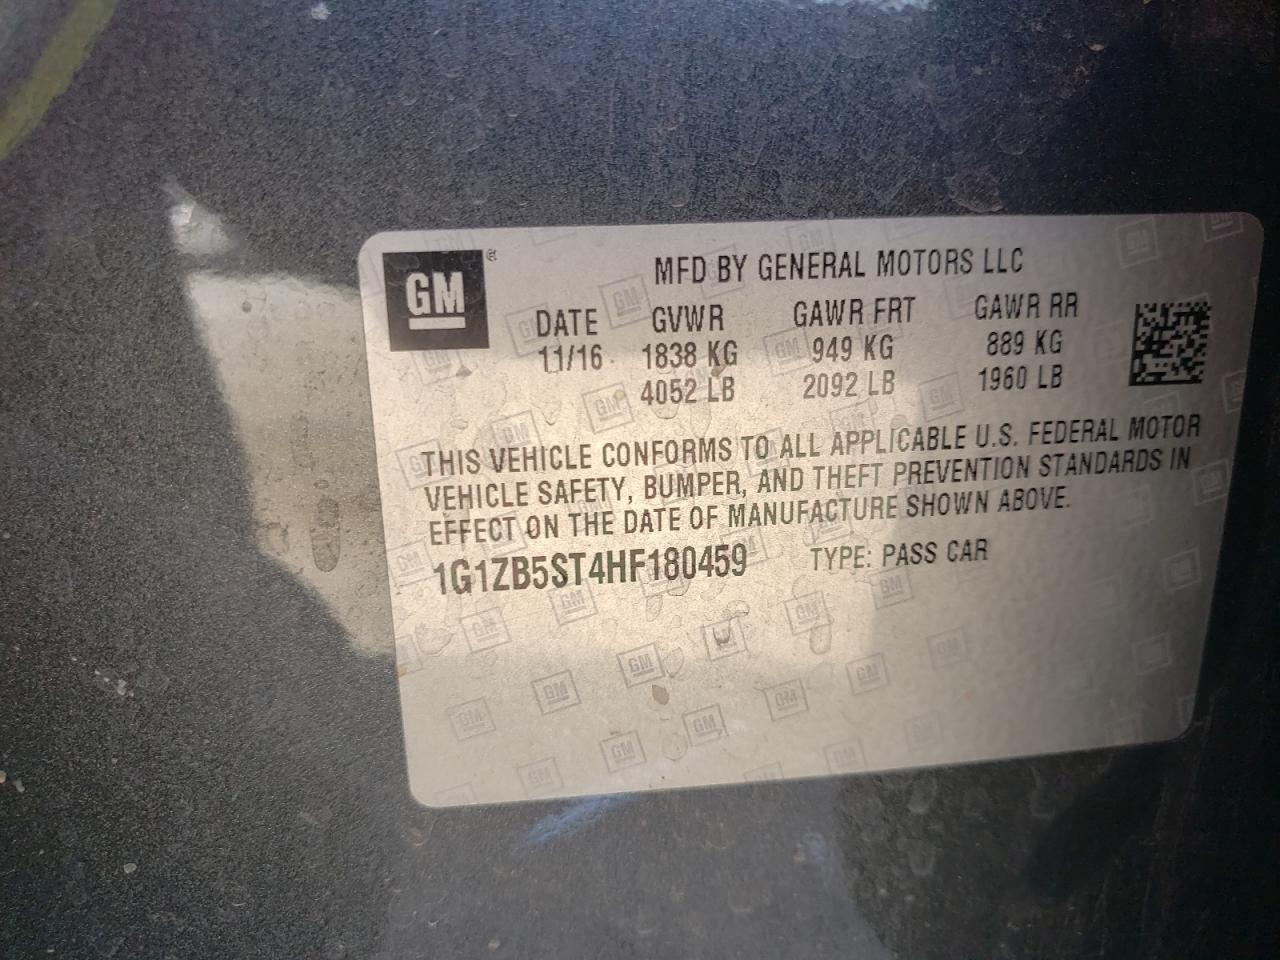 GM
MFD BY GENERAL MOTORS LLC
DATE GVWR GAWR FRT GAWR RR
11/16 1838 KG 949 KG 889 KG
4052 LB 2092 LB 1960 LB
THIS VEHICLE CONFORMS TO ALL APPLICABLE U.S. FEDERAL MOTOR
VEHICLE SAFETY, BUMPER, AND THEFT PREVENTION STANDARDS IN
EFFECT ON THE DATE OF MANUFACTURE SHOWN ABOVE.
1G1ZB5ST4HF180459 TYPE: PASS CAR